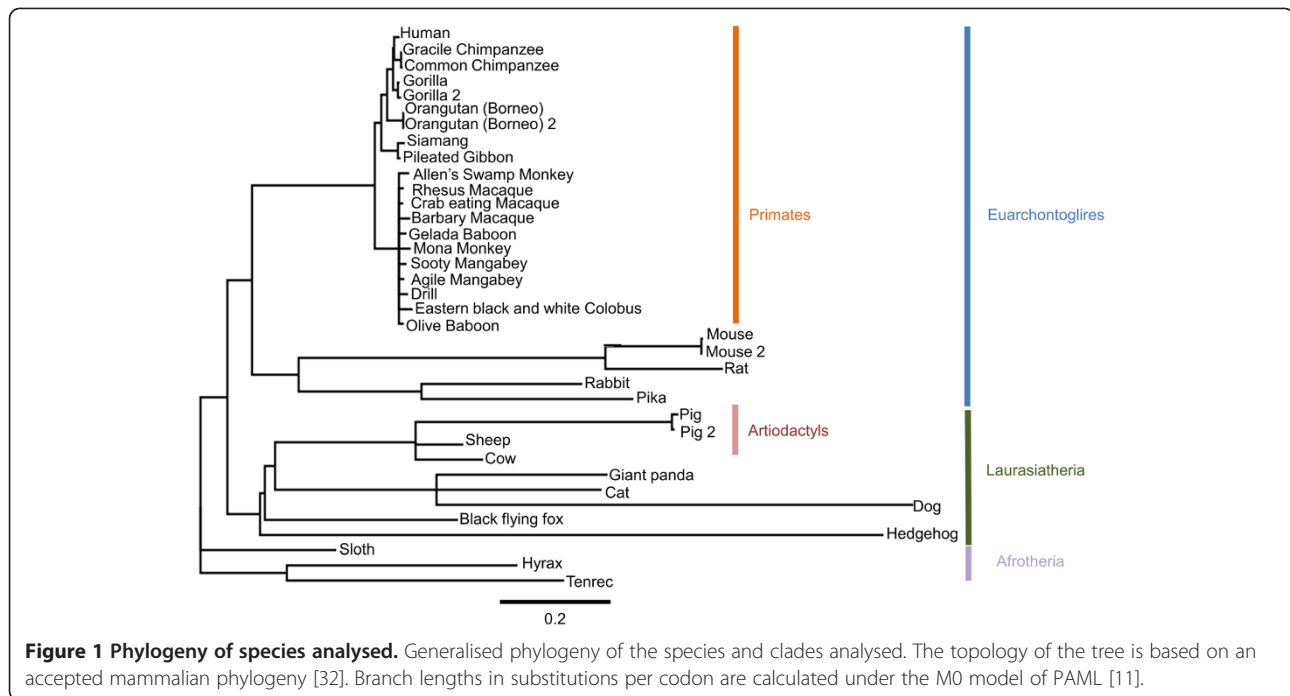 Human
Gracile Chimpanzee
Common Chimpanzee
Gorilla
Gorilla 2
Orangutan (Borneo)
Orangutan (Borneo) 2
Siamang
Pileated Gibbon
Allen's Swamp Monkey
Rhesus Macaque
Crab eating Macaque
Barbary Macaque
Gelada Baboon
Mona Monkey
Sooty Mangabey
Agile Mangabey
Drill
Eastern black and white Colobus
Olive Baboon
Primates
Euarchontoglires
Mouse
Mouse 2
Rat
Rabbit
Pika
Pig
Pig 2
Sheep
Cow
Artiodactyls
Giant panda
Cat
Dog
Black flying fox
Hedgehog
Laurasiatheria
Sloth
Hyrax
Tenrec
Afrotheria
0.2
Figure 1 Phylogeny of species analysed. Generalised phylogeny of the species and clades analysed. The topology of the tree is based on an
accepted mammalian phylogeny [32]. Branch lengths in substitutions per codon are calculated under the M0 model of PAML [11].